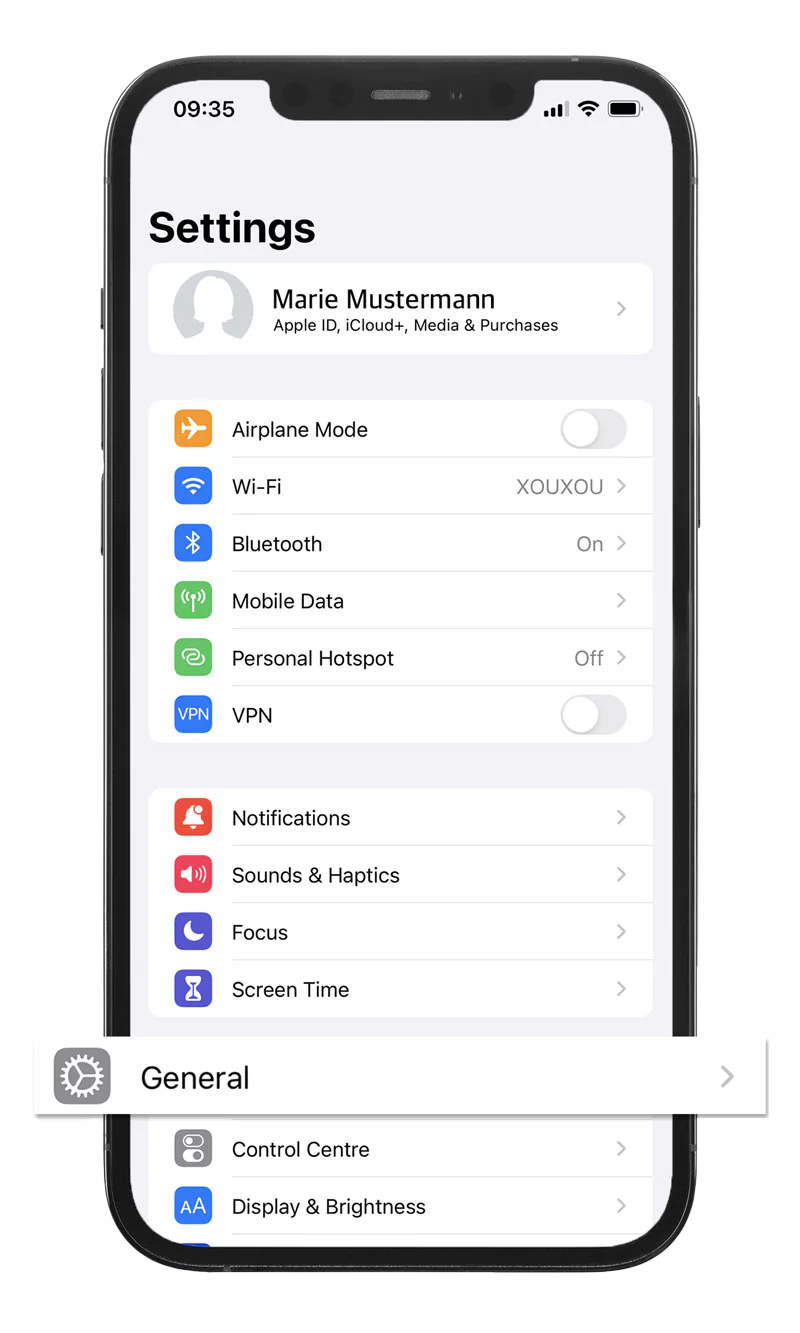 09:35
Settings
Marie Mustermann
Apple ID, iCloud+, Media & Purchases
Airplane Mode
Wi-Fi XOUXOU
Bluetooth On
Mobile Data
Personal Hotspot Off
VPN VPN
Notifications
Sounds & Haptics
Focus
Screen Time
General
Control Centre
AA Display & Brightness